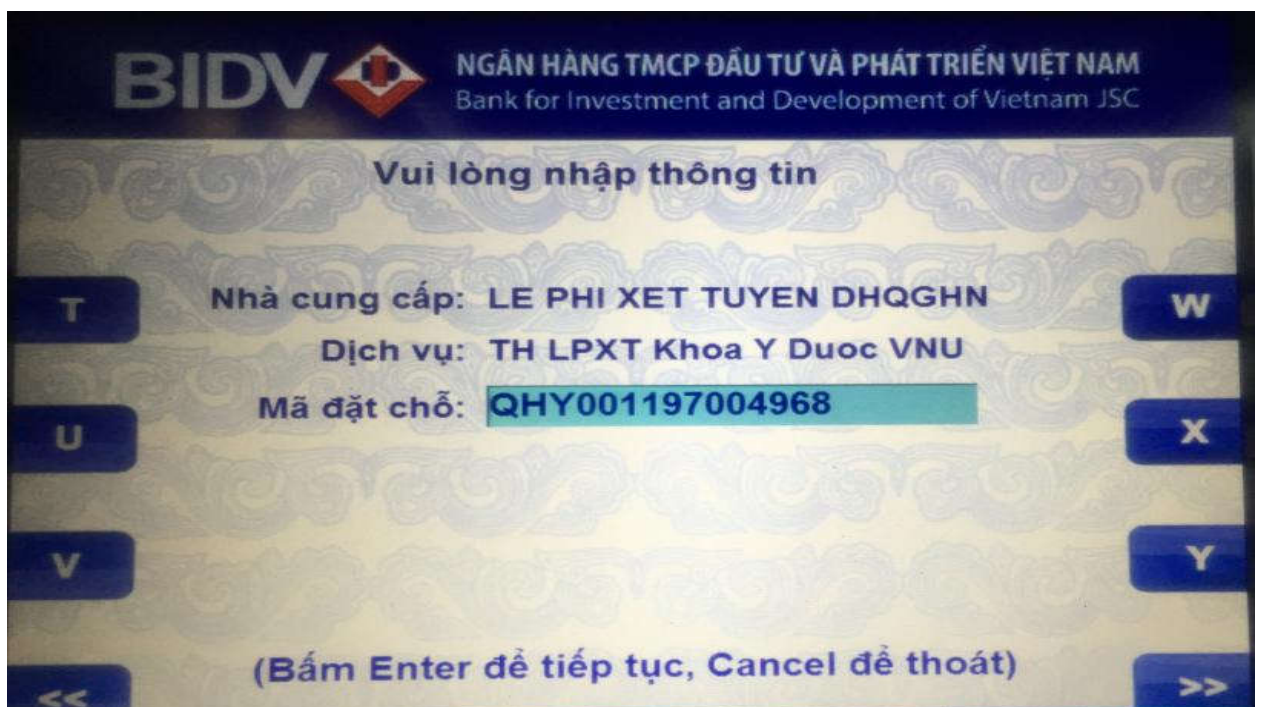 BIDV
NGÂN HÀNG TMCP ĐẦU TƯ VÀ PHÁT TRIỂN VIỆT NAM
Bank for Investment and Development of Vietnam JSC
Vui lòng nhập thông tin
T
Nhà cung cấp: LE PHI XET TUYEN DHQGHN
W
Dịch vụ: TH LPXT Khoa Y Duoc VNU
Mã đặt chỗ: QHY001197004968
U
X
V
Y
(Bấm Enter để tiếp tục, Cancel để thoát)
<<
>>